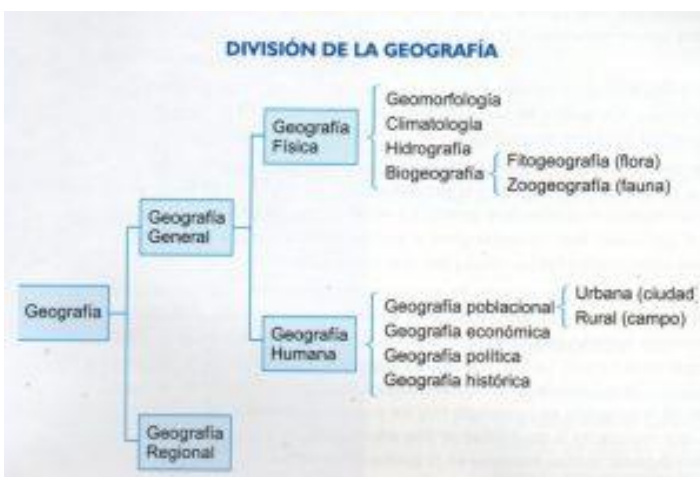 DIVISIÓN DE LA GEOGRAFÍA
Geografía
Geografía
General
Geografía
Física
Geomorfología
Climatología
Hidrografía
Biogeografía
Fitogeografía (flora)
Zoogeografía (fauna)
Geografía
Humana
Geografía poblacional
Urbana (ciudad
Rural (campo)
Geografía económica
Geografía política
Geografía histórica
Geografía
Regional